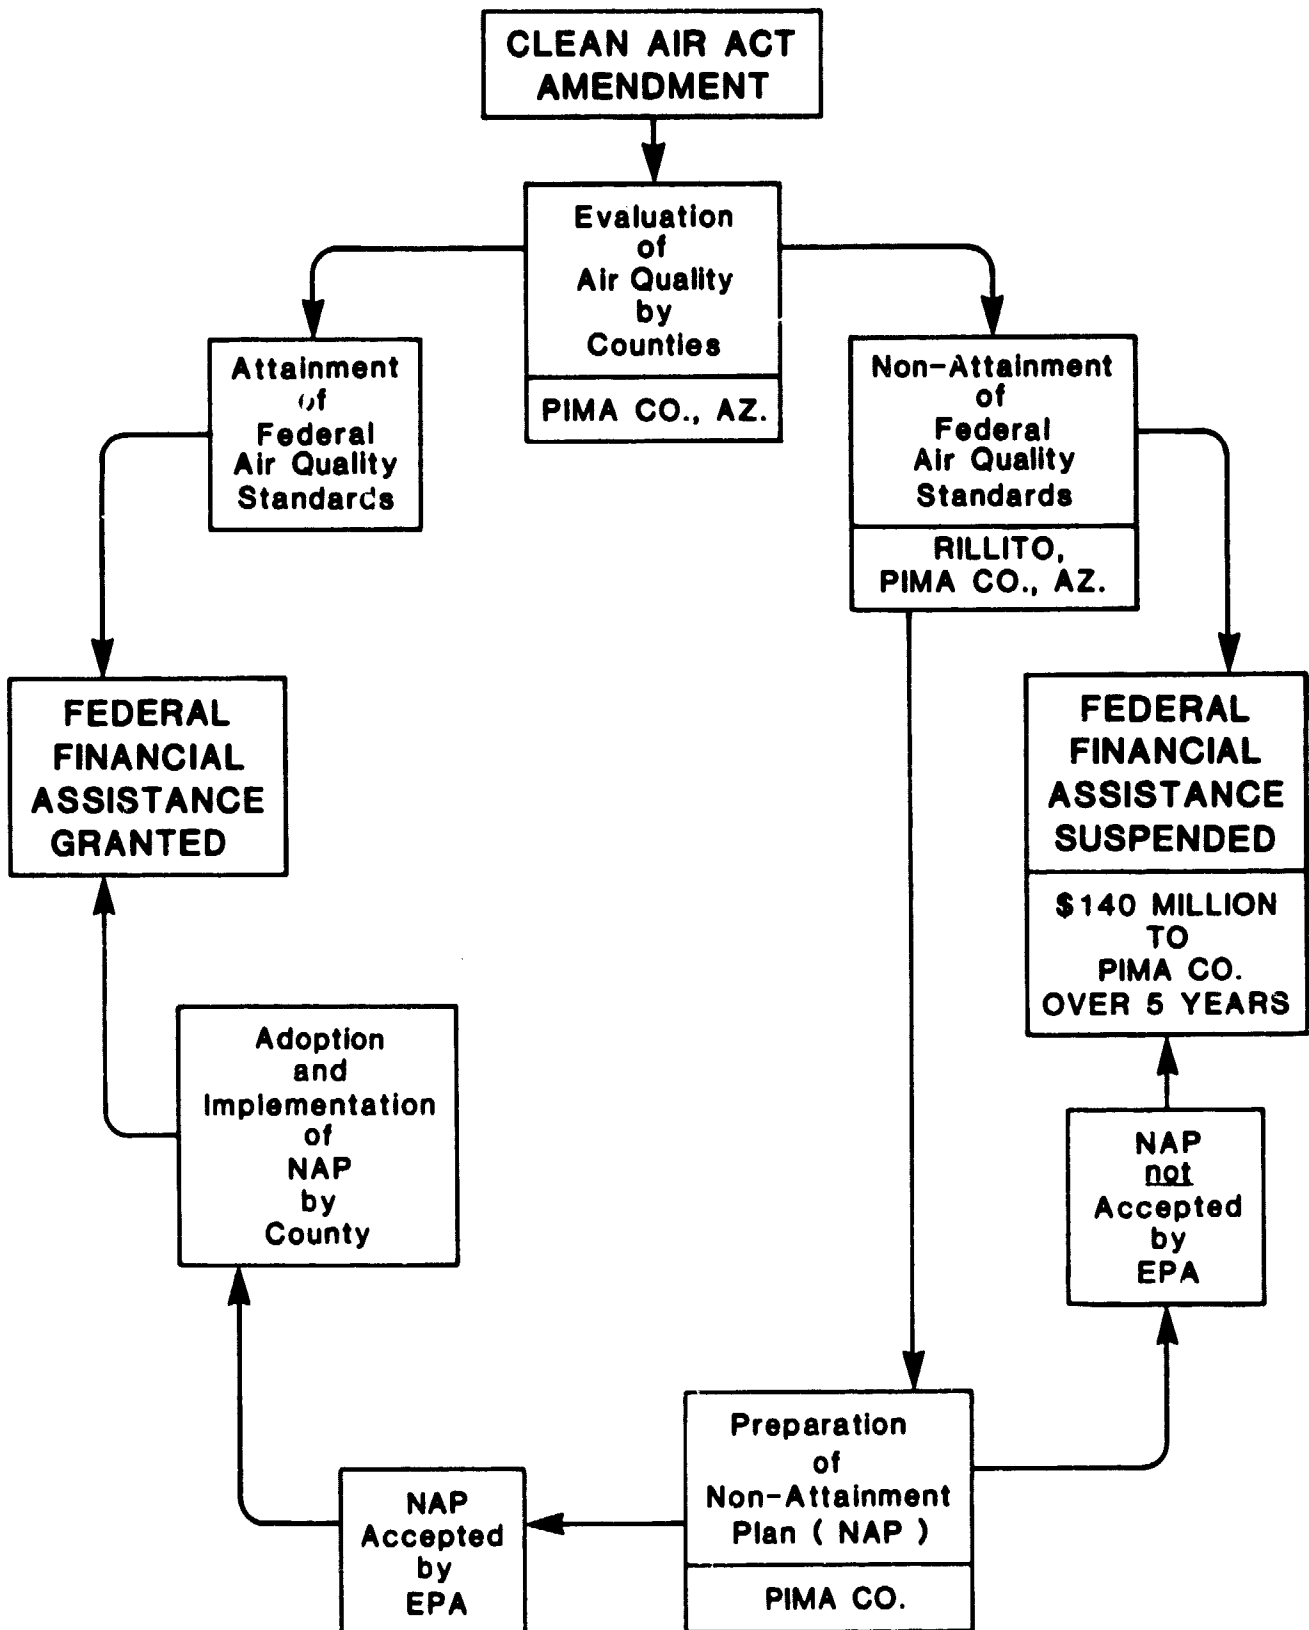 CLEAN AIR ACT
AMENDMENT
Evaluation
of
Air Quality
by
Counties
PIMA CO., AZ.
Attainment
of
Federal
Air Quality
Standards
Non-Attainment
of
Federal
Air Quality
Standards
RILLITO,
PIMA CO., AZ.
FEDERAL
FINANCIAL
ASSISTANCE
GRANTED
FEDERAL
FINANCIAL
ASSISTANCE
SUSPENDED
$140 MILLION
TO
PIMA CO.
OVER 5 YEARS
Adoption
and
Implementation
of
NAP
by
County
NAP
not
Accepted
by
EPA
Preparation
of
Non-Attainment
Plan ( NAP )
PIMA CO.
NAP
Accepted
by
EPA